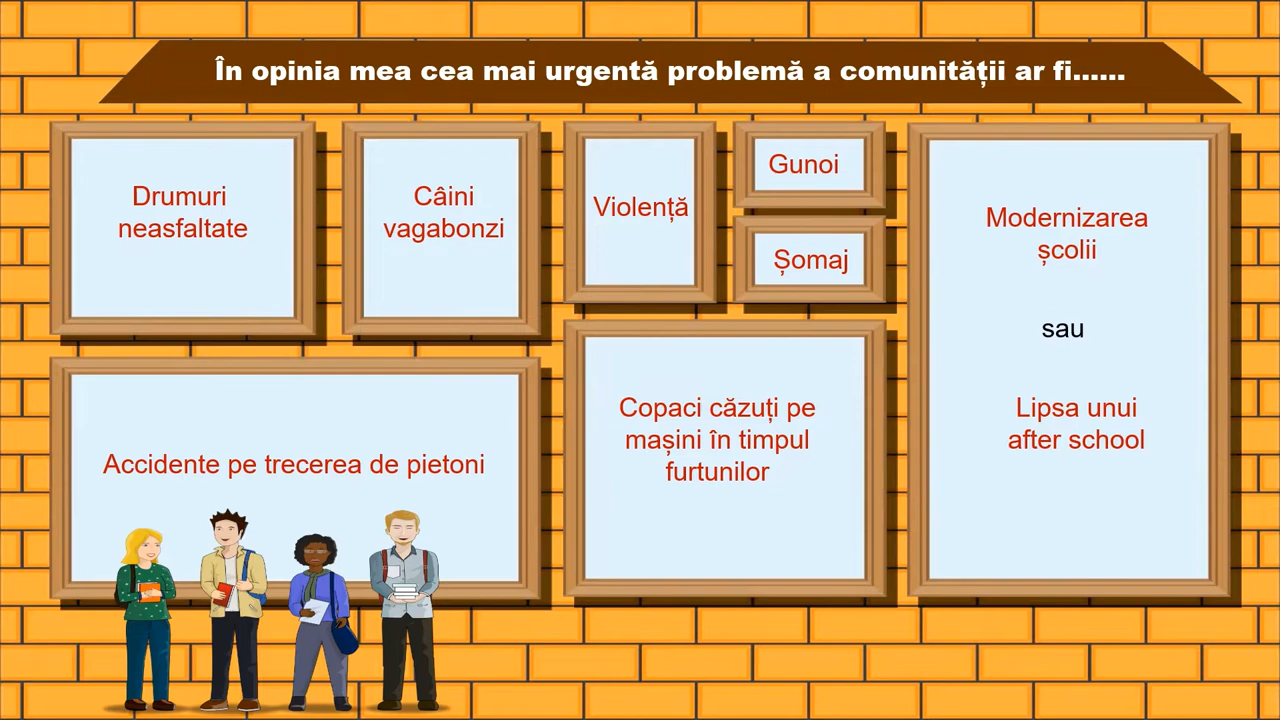 În opinia mea cea mai urgentă problemă a comunității ar fi......
Drumuri
neasfaltate
Câini
vagabonzi
Violență
Gunoi
Șomaj
Modernizarea
școlii
sau
Lipsa unui
after school
Accidente pe trecerea de pietoni
Copaci căzuți pe
mașini în timpul
furtunilor